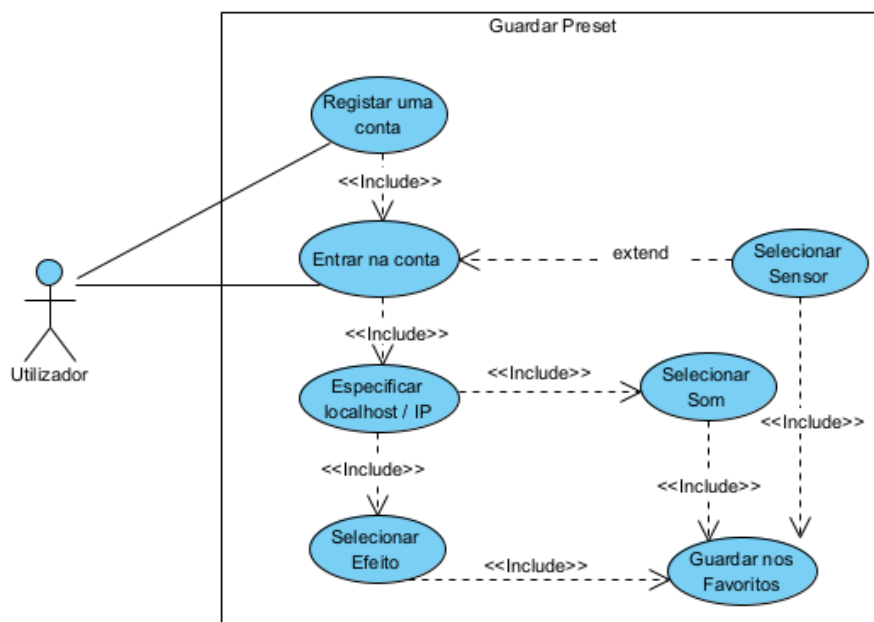 Guardar Preset
Registar uma
conta
<<Include>>
Entrar na conta
extend
Selecionar
Sensor
Utilizador
<<Include>>
Especificar
localhost / IP
<<Include>>
Selecionar
Som
<<Include>>
<<Include>>
<<Include>>
Selecionar
Efeito
<<Include>>
Guardar nos
Favoritos